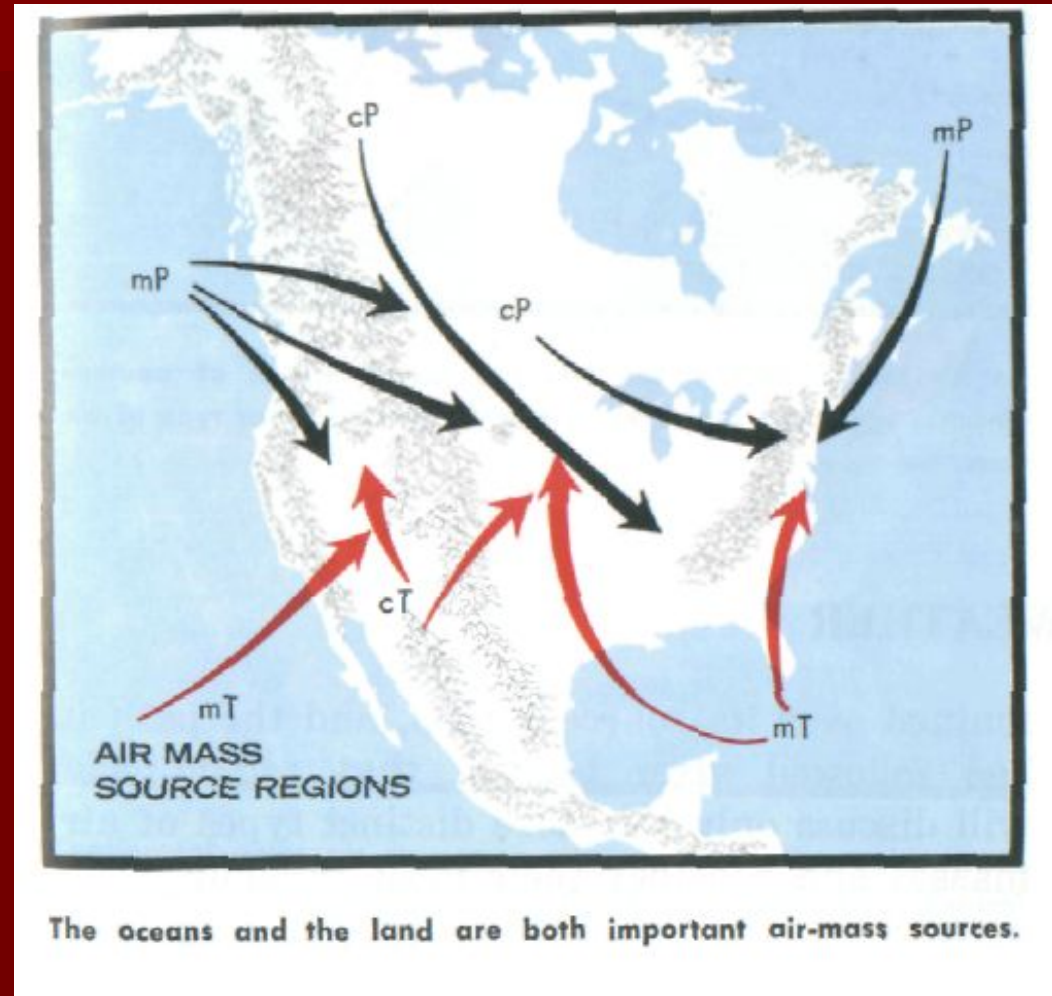 cP
mP
mP
cP
cT
mT
mT
AIR MASS
SOURCE REGIONS
The oceans and the land are both important air-mass sources.